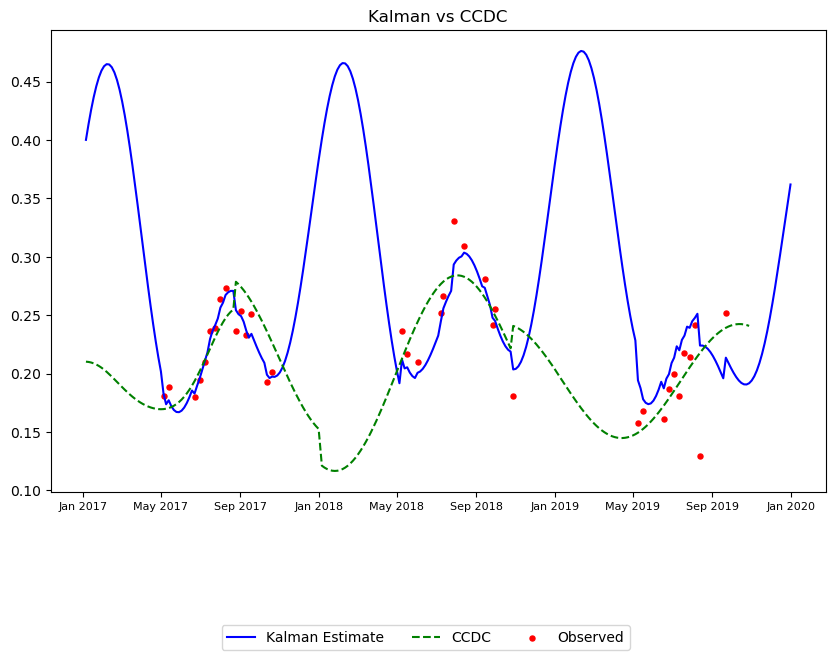 Kalman vs CCDC
0.45
0.40
0.35
0.30
0.25
0.20
0.15
0.10
Jan 2017 May 2017 Sep 2017 Jan 2018 May 2018 Sep 2018 Jan 2019 May 2019 Sep 2019 Jan 2020
Kalman Estimate CCDC Observed